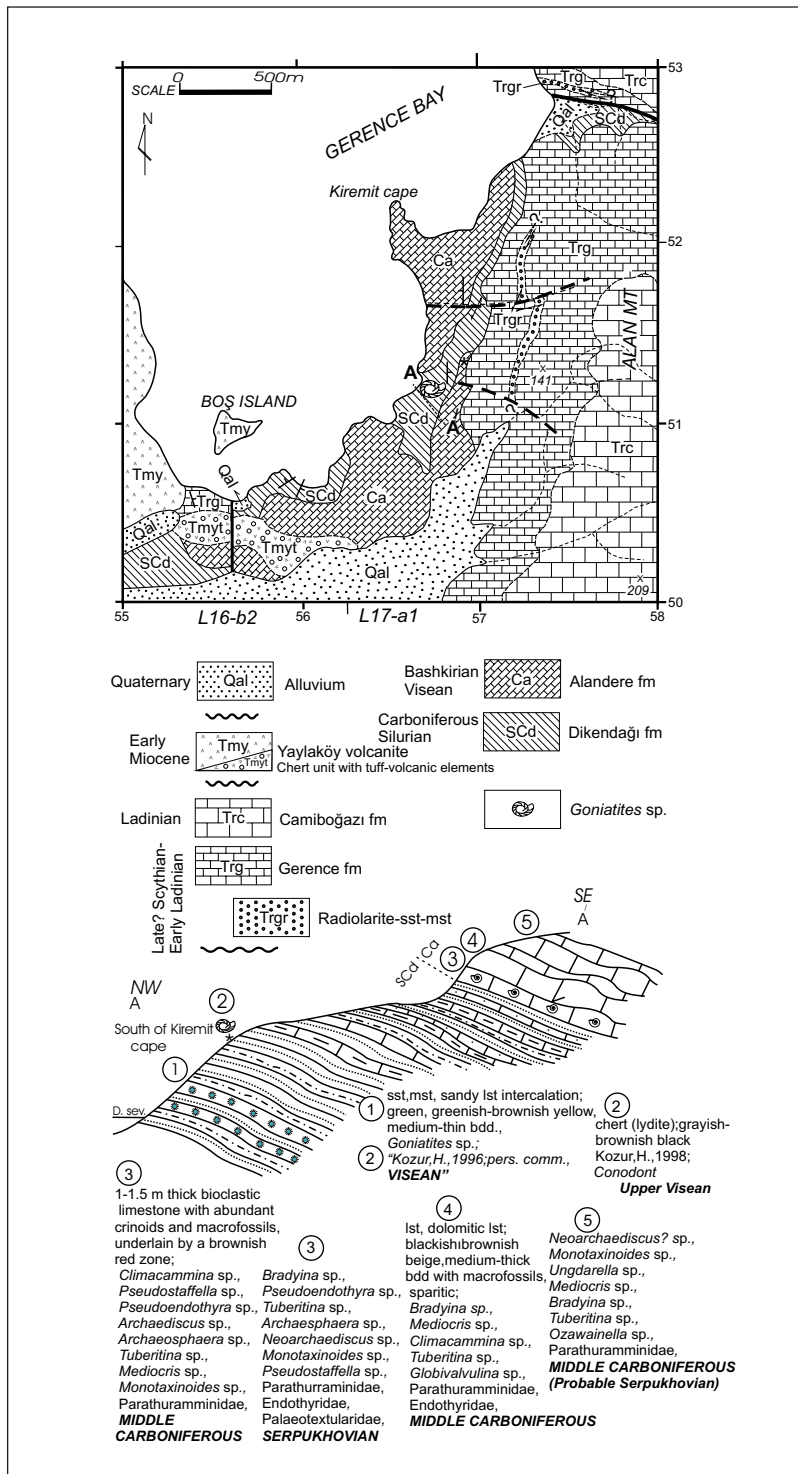 0 500m
SCALE
N
GERENCE BAY
Kiremit cape
Trgr
Trg
Trc
Qal
SCd
53
52
51
50
?
Ca
Trg
Trgr
ALAN MT
x
141
A
SCd
?
A
BOS ISLAND
Tmy
Tmy
Qal
Trg
SCd
Ca
Trc
Qal
Tmyt
Tmyt
SCd
Qal
x
209
55 56 57 58
L16-b2 L17-a1
Quaternary Qal Alluvium
Early
Miocene
Tmy
Tmyt
Yaylaköy volcanite
Chert unit with tuff-volcanic elements
Ladinian Trc Camiboğazı fm
Late? Scythian-
Early Ladinian
Trg Gerence fm
Trgr Radiolarite-sst-mst
Bashkirian
Visean
Ca Alandere fm
Carboniferous
Silurian
SCd Dikendağı fm
Goniatites sp.
SE
A
5
4
3
SCd Ca
NW
A
2
South of Kiremit
cape
1
D. sev.
1
sst,mst, sandy lst intercalation;
green, greenish-brownish yellow,
medium-thin bdd.,
Goniatites sp.;
2
"Kozur,H.,1996;pers. comm.,
VISEAN"
2
chert (lydite);grayish-
brownish black
Kozur,H.,1998;
Conodont
Upper Visean
3
1-1.5 m thick bioclastic
limestone with abundant
crinoids and macrofossils,
underlain by a brownish
red zone;
Climacammina sp.,
Pseudostaffella sp.,
Pseudoendothyra sp.,
Archaediscus sp.,
Archaeosphaera sp.,
Tuberitina sp.,
Mediocris sp.,
Monotaxinoides sp.,
Parathuramminidae,
MIDDLE
CARBONIFEROUS
3
Bradyina sp.,
Pseudoendothyra sp.,
Tuberitina sp.,
Archaesphaera sp.,
Neoarchaediscus sp.,
Monotaxinoides sp.,
Pseudostaffella sp.,
Parathurraminidae,
Endothyridae,
Palaeotextularidae,
SERPUKHOVIAN
4
lst, dolomitic lst;
blackishıbrownish
beige,medium-thick
bdd with macrofossils,
sparitic;
Bradyina sp.,
Mediocris sp.,
Climacammina sp.,
Tuberitina sp.,
Globivalvulina sp.,
Parathuramminidae,
Endothyridae,
MIDDLE CARBONIFEROUS
5
Neoarchaediscus? sp.,
Monotaxinoides sp.,
Ungdarella sp.,
Mediocris sp.,
Bradyina sp.,
Tuberitina sp.,
Ozawainella sp.,
Parathuramminidae,
MIDDLE CARBONIFEROUS
(Probable Serpukhovian)